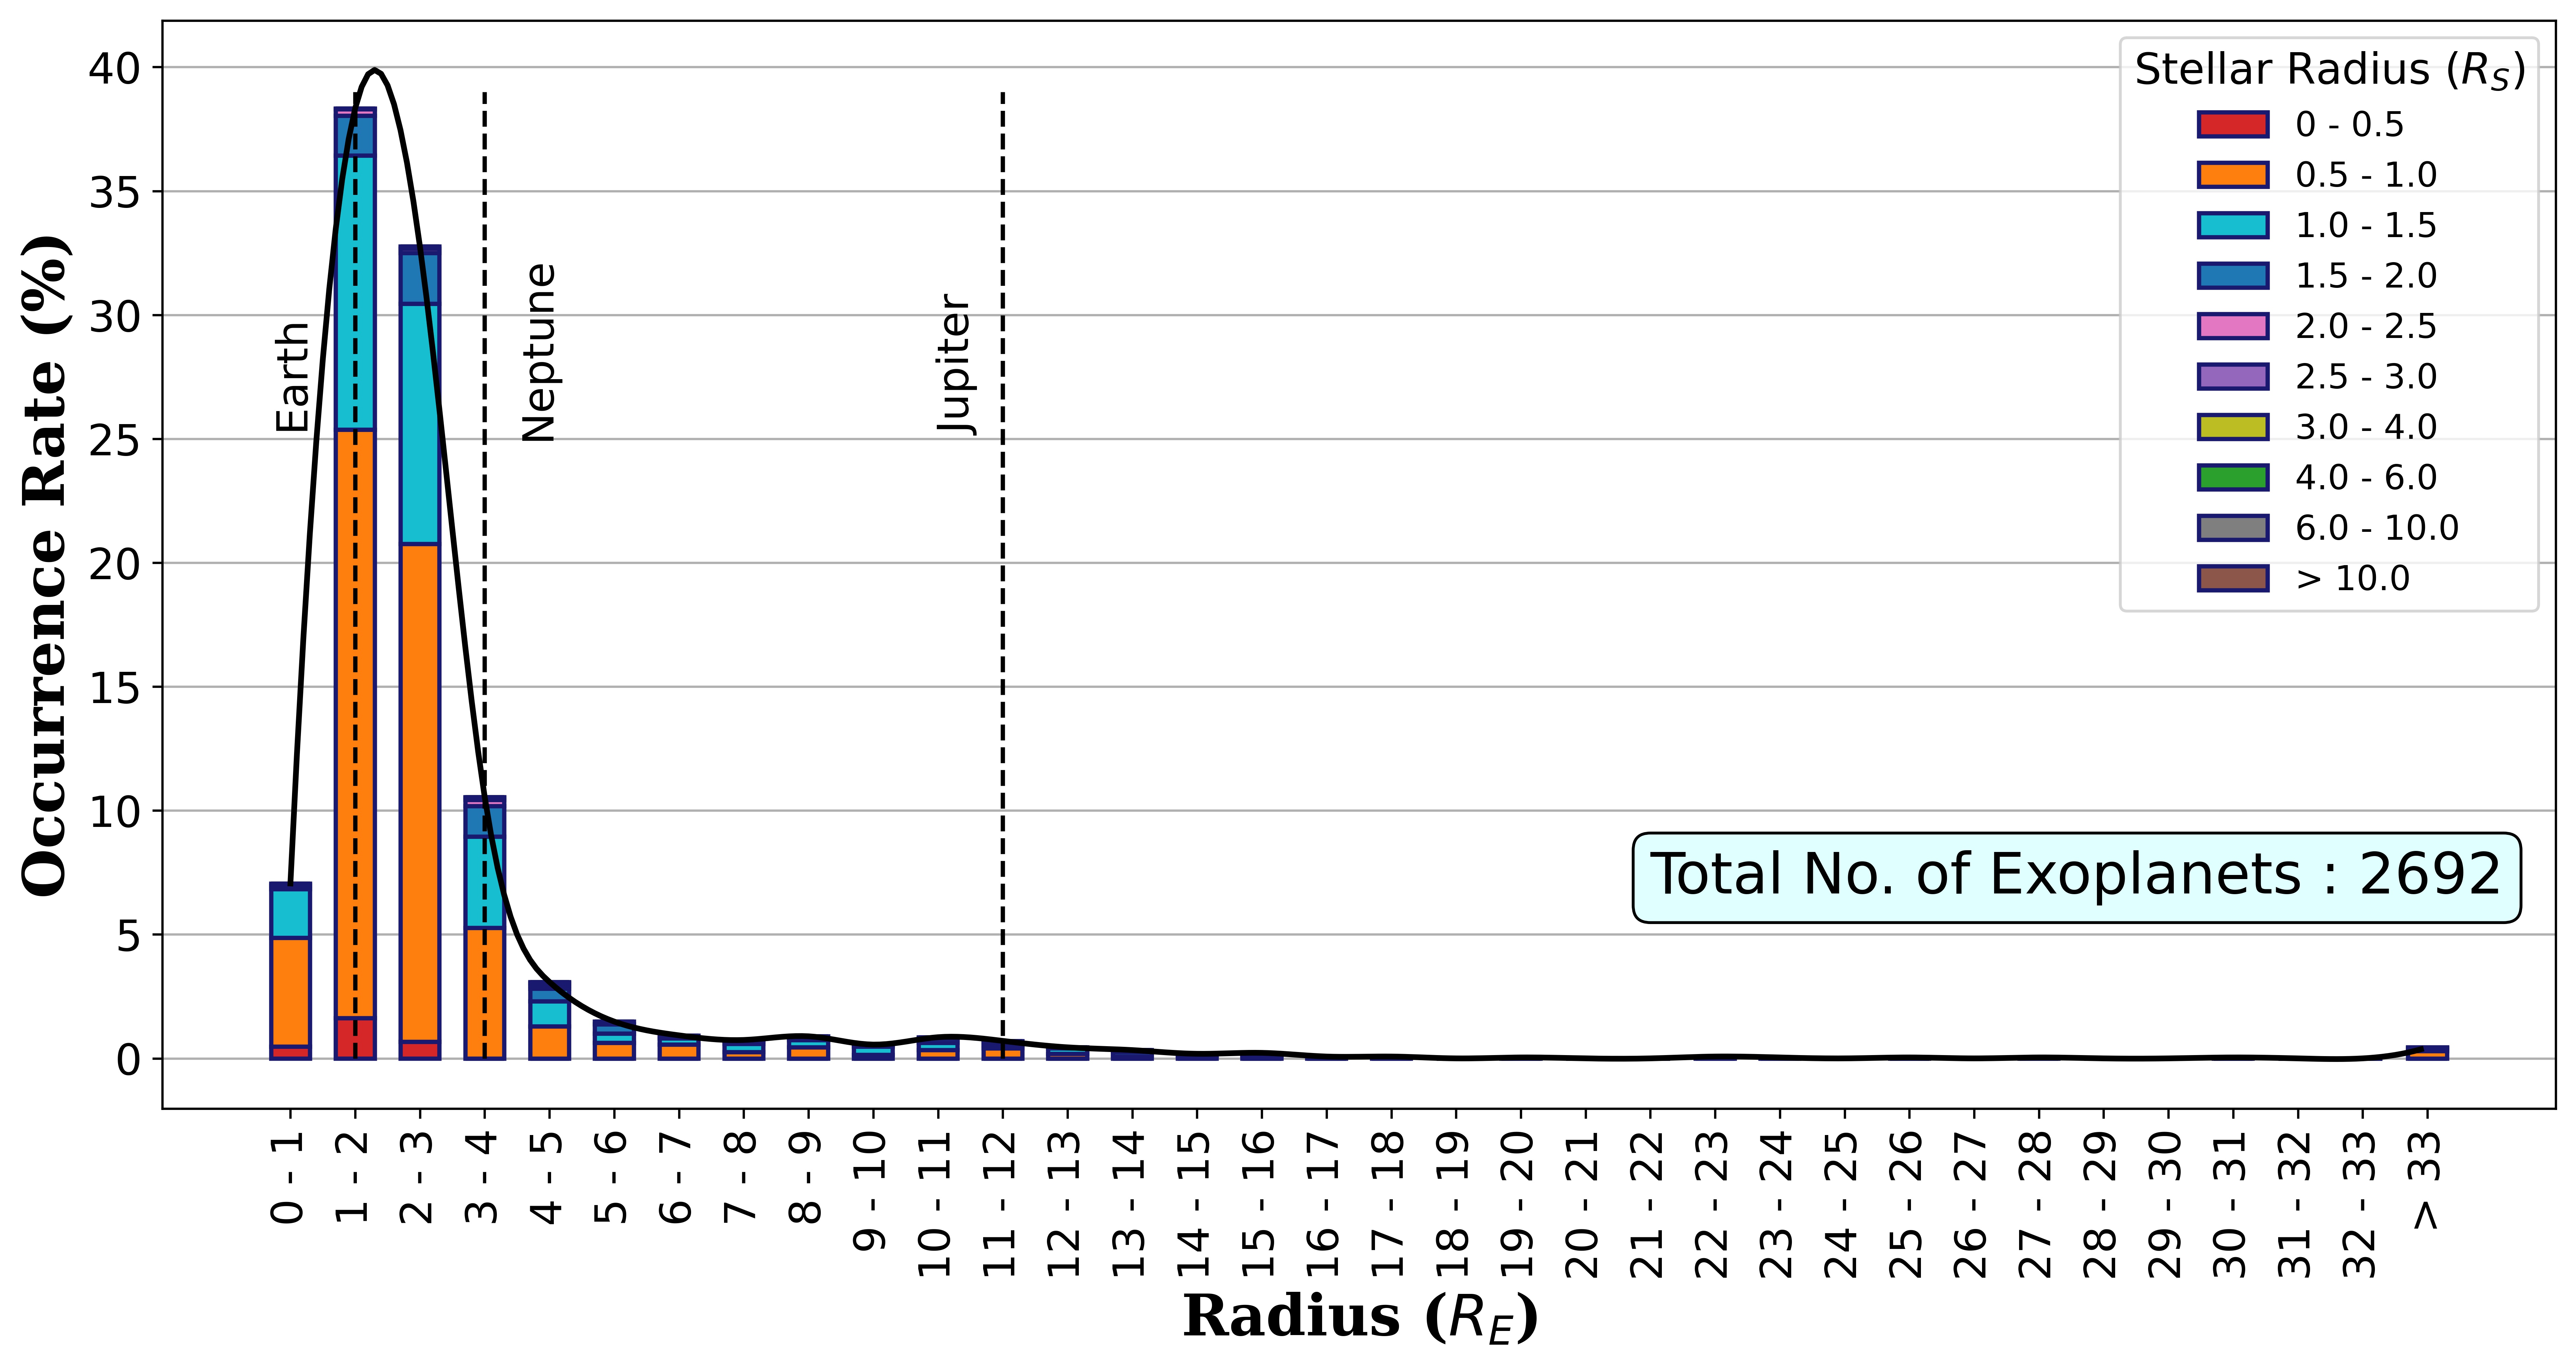 Occurrence Rate (%)
40
35
30
25
20
15
10
5
0
Earth
Neptune
Jupiter
Stellar Radius (R_S)
0 - 0.5
0.5 - 1.0
1.0 - 1.5
1.5 - 2.0
2.0 - 2.5
2.5 - 3.0
3.0 - 4.0
4.0 - 6.0
6.0 - 10.0
> 10.0
Total No. of Exoplanets : 2692
0 - 1
1 - 2
2 - 3
3 - 4
4 - 5
5 - 6
6 - 7
7 - 8
8 - 9
9 - 10
10 - 11
11 - 12
12 - 13
13 - 14
14 - 15
15 - 16
16 - 17
17 - 18
18 - 19
19 - 20
20 - 21
21 - 22
22 - 23
23 - 24
24 - 25
25 - 26
26 - 27
27 - 28
28 - 29
29 - 30
30 - 31
31 - 32
32 - 33
> 33
Radius (R_E)